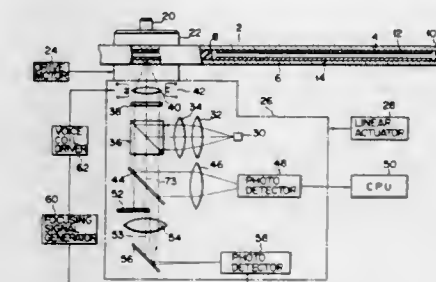 20
22
8
2
4
12
10
24
DRIVE
MOTOR
6
14
40
34
42
26
38
32
LINEAR
ACTUATOR
28
VOICE
COIL
DRIVER
62
36
30
46
44
73
PHOTO
DETECTOR
48
CPU
50
52
60
FOCUSING
SIGNAL
GENERATOR
53
54
56
PHOTO
DETECTOR
58